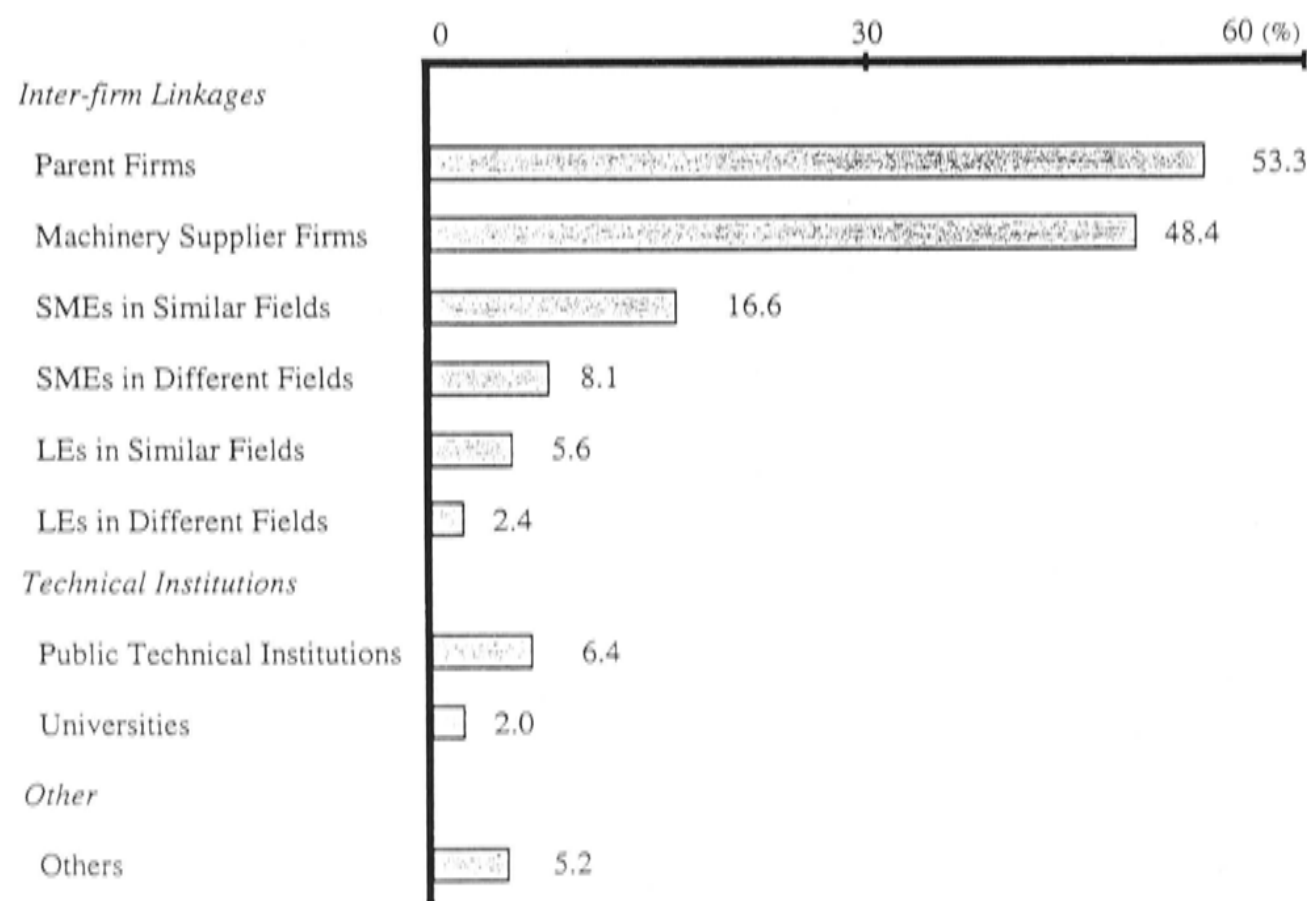 0 30 60 (%)
Inter-firm Linkages
Parent Firms 53.3
Machinery Supplier Firms 48.4
SMEs in Similar Fields 16.6
SMEs in Different Fields 8.1
LEs in Similar Fields 5.6
LEs in Different Fields 2.4
Technical Institutions
Public Technical Institutions 6.4
Universities 2.0
Other
Others 5.2